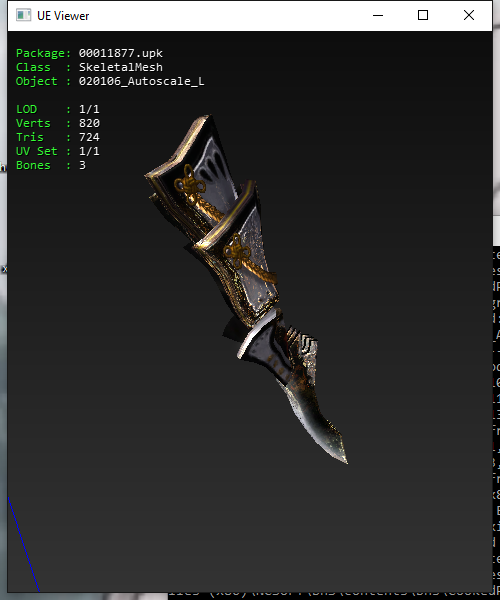 UE Viewer
Package: 00011877.upk
Class : SkeletalMesh
Object : 020106_Autoscale_L
LOD : 1/1
Verts : 820
Tris : 724
UV Set : 1/1
Bones : 3